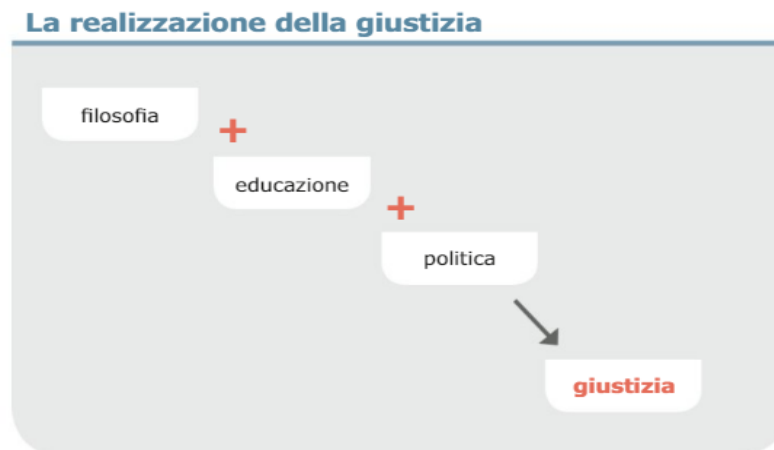 La realizzazione della giustizia
filosofia
+
educazione
+
politica
giustizia